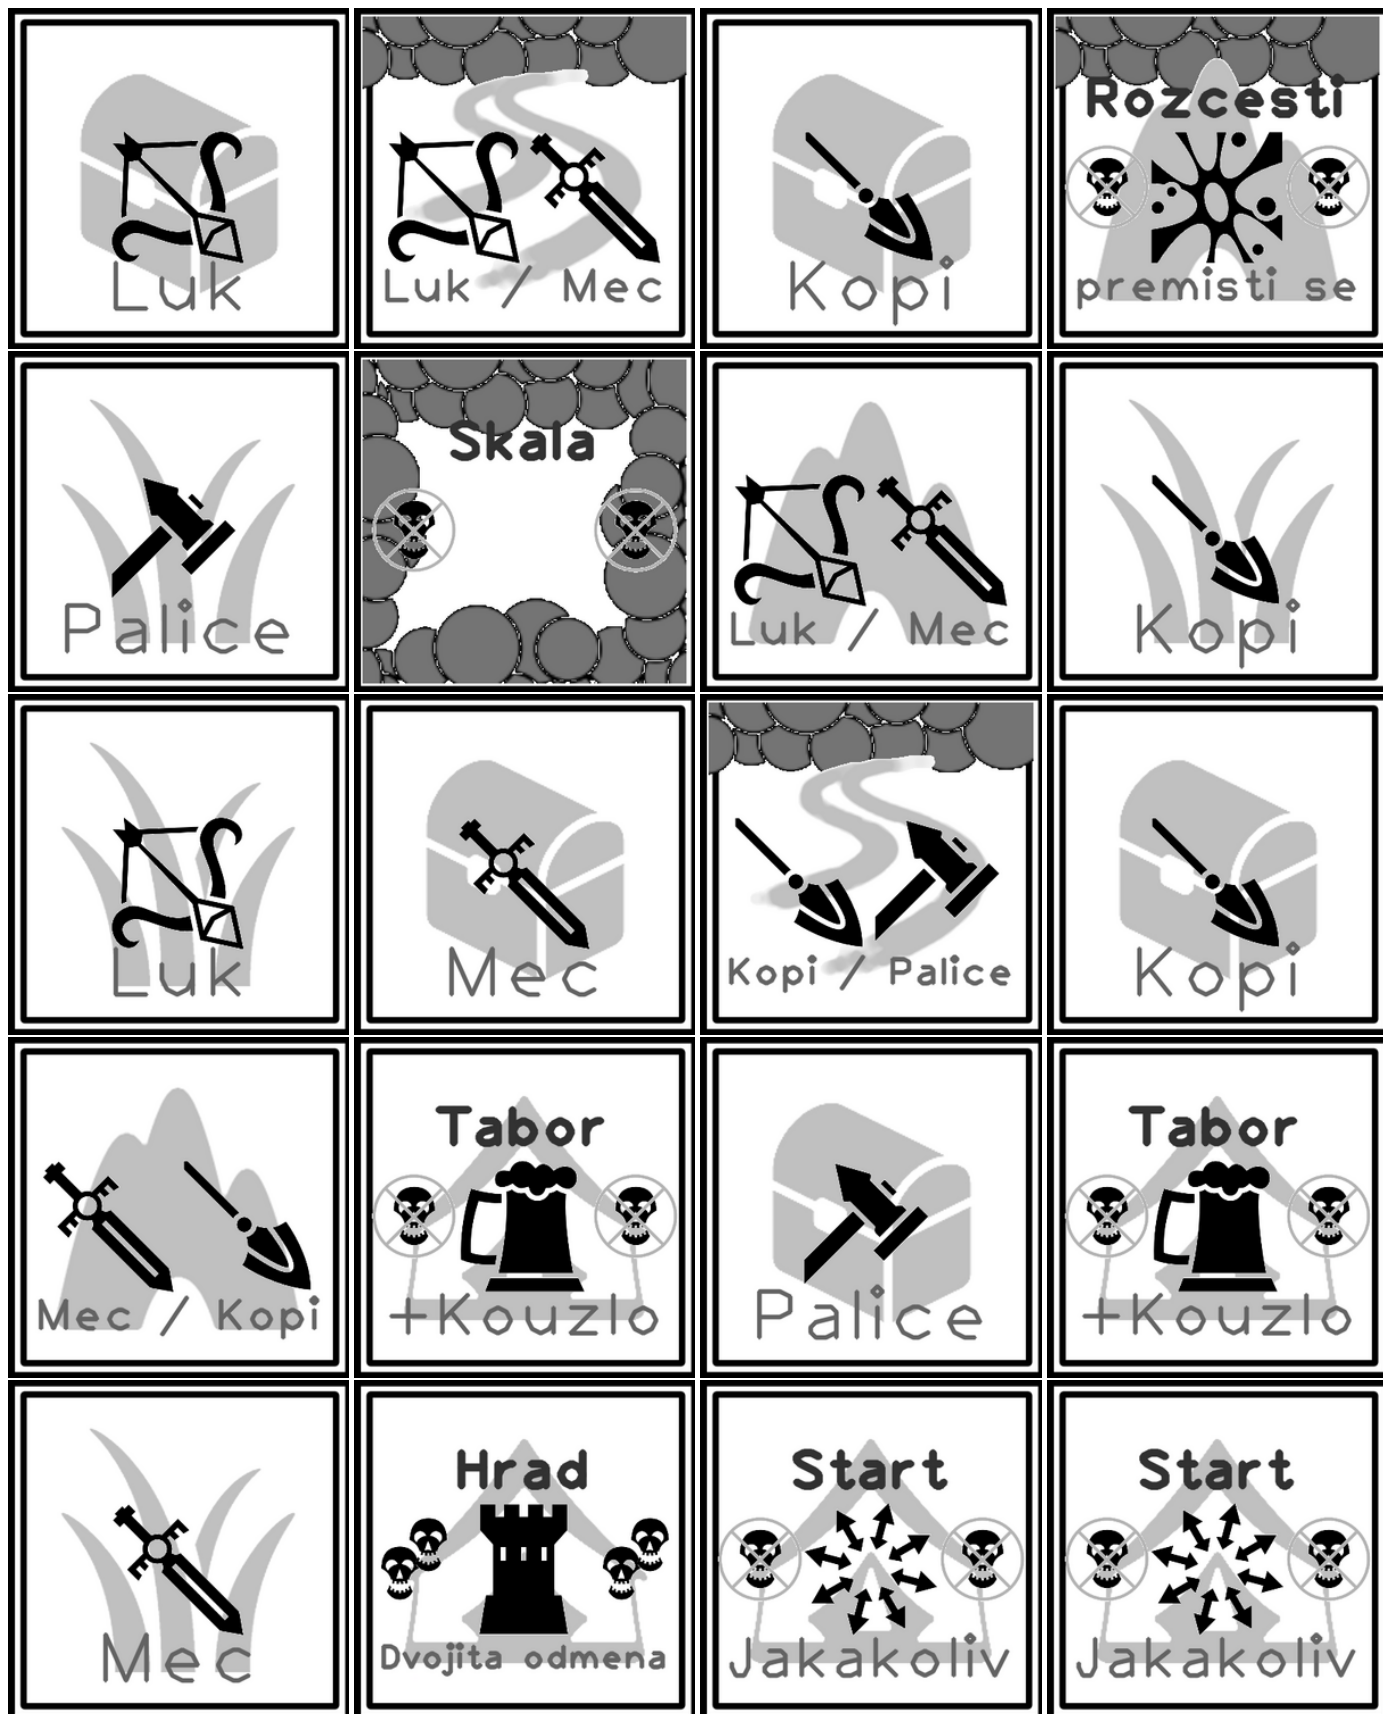 Luk
Luk / Mec
Kopi
Rozcesti
premisti se
Palice
Skala
Luk / Mec
Kopi
Luk
Mec
Kopi / Palice
Kopi
Mec / Kopi
Tabor
+Kouzlo
Palice
Tabor
+Kouzlo
Mec
Hrad
Dvojita odmena
Start
Jakakoliv
Start
Jakakoliv